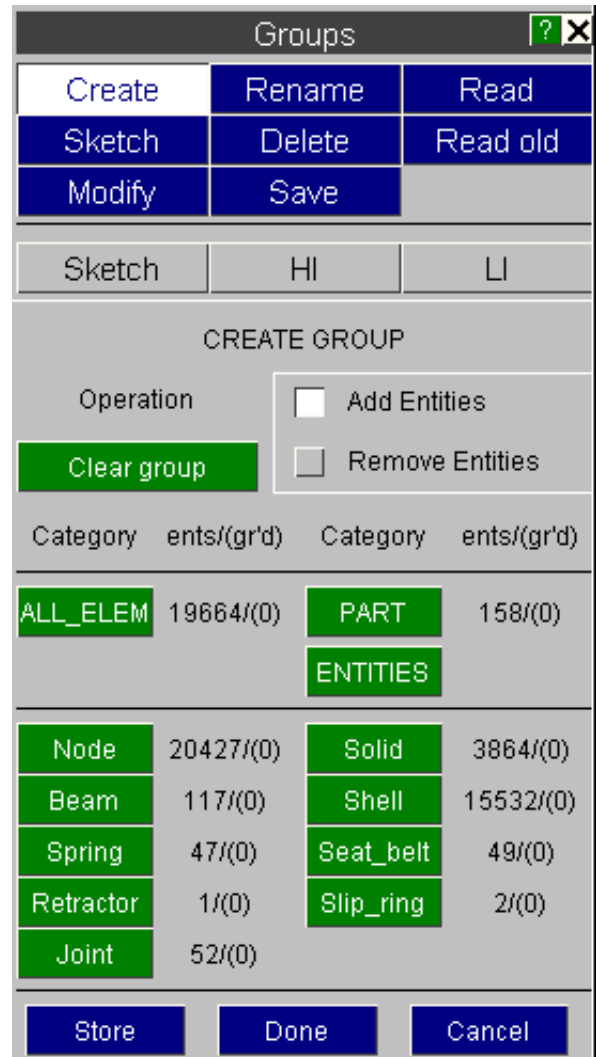 Groups ? X
Create Rename Read
Sketch Delete Read old
Modify Save
Sketch HI LI
CREATE GROUP
Operation Add Entities
Clear group Remove Entities
Category ents/(gr'd) Category ents/(gr'd)
ALL_ELEM 19664/(0) PART 158/(0)
ENTITIES
Node 20427/(0) Solid 3864/(0)
Beam 117/(0) Shell 15532/(0)
Spring 47/(0) Seat_belt 49/(0)
Retractor 1/(0) Slip_ring 2/(0)
Joint 52/(0)
Store Done Cancel